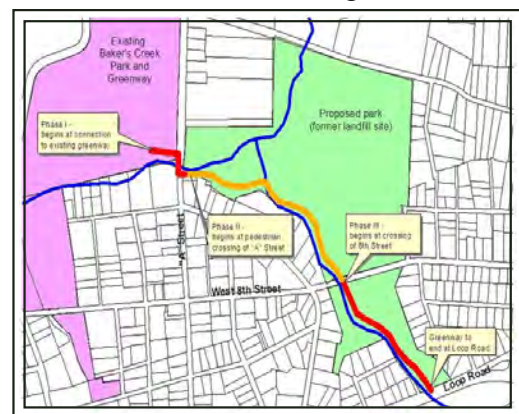 Existing
Baker's Creek
Park and
Greenway
Proposed park
(former landfill site)
Phase I -
begins at connection
to existing greenway
Phase II -
begins at pedestrian
crossing of "A" Street
Phase III -
begins at crossing
of 8th Street
"A" Street
West 8th Street
Greenway to
end at Loop Road
Loop Road